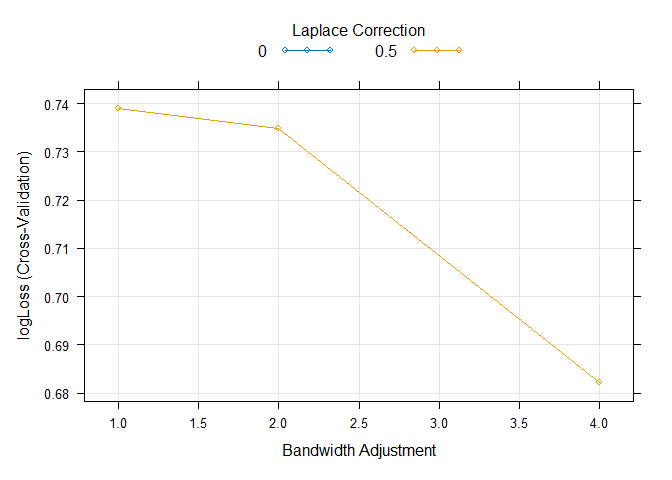 Laplace Correction
0 0.5
0.74
0.73
0.72
0.71
0.70
0.69
0.68
logLoss (Cross-Validation)
1.0 1.5 2.0 2.5 3.0 3.5 4.0
Bandwidth Adjustment